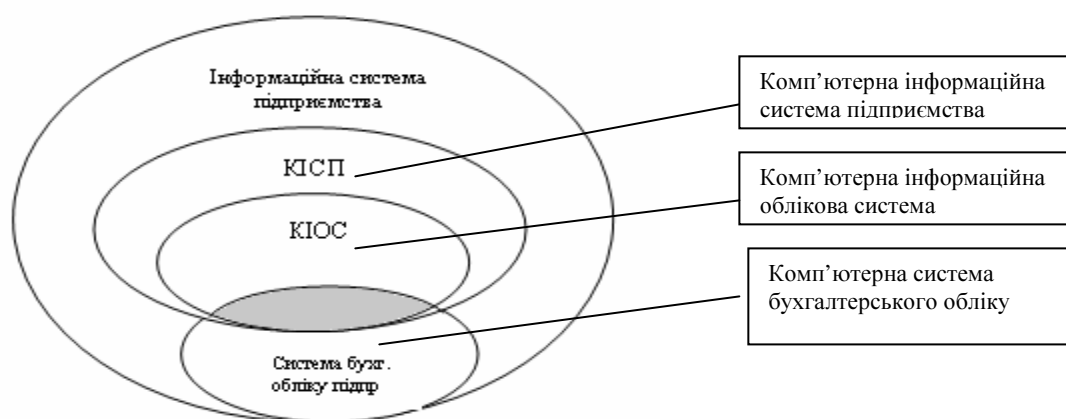 Інформаційна система
підприємства
КІСП
КІОС
Система бухг.
обліку підпр
Комп’ютерна інформаційна
система підприємства
Комп’ютерна інформаційна
облікова система
Комп’ютерна система
бухгалтерського обліку